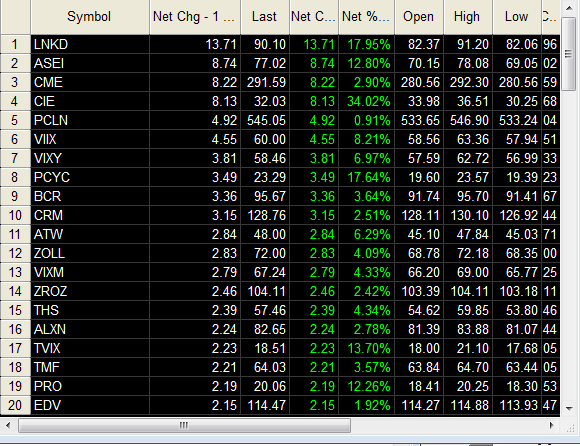 Symbol Net Chg - 1 ... Last Net C... Net %... Open High Low C...
1 LNKD 13.71 90.10 13.71 17.95% 82.37 91.20 82.06 96
2 ASEI 8.74 77.02 8.74 12.80% 70.15 78.08 69.05 02
3 CME 8.22 291.59 8.22 2.90% 280.56 292.30 280.56 59
4 CIE 8.13 32.03 8.13 34.02% 33.98 36.51 30.25 68
5 PCLN 4.92 545.05 4.92 0.91% 533.65 546.90 533.24 04
6 VIIX 4.55 60.00 4.55 8.21% 58.56 63.36 57.94 51
7 VIXY 3.81 58.46 3.81 6.97% 57.59 62.72 56.99 33
8 PCYC 3.49 23.29 3.49 17.64% 19.60 23.57 19.39 23
9 BCR 3.36 95.67 3.36 3.64% 91.74 95.70 91.41 67
10 CRM 3.15 128.76 3.15 2.51% 128.11 130.10 126.92 44
11 ATW 2.84 48.00 2.84 6.29% 45.10 47.84 45.03 71
12 ZOLL 2.83 72.00 2.83 4.09% 68.78 72.18 68.35 00
13 VIXM 2.79 67.24 2.79 4.33% 66.20 69.00 65.77 25
14 ZROZ 2.46 104.11 2.46 2.42% 103.39 104.11 103.18 11
15 THS 2.39 57.46 2.39 4.34% 54.62 59.85 53.80 46
16 ALXN 2.24 82.65 2.24 2.78% 81.39 83.88 81.07 44
17 TVIX 2.23 18.51 2.23 13.70% 18.00 21.10 17.68 05
18 TMF 2.21 64.03 2.21 3.57% 63.84 64.70 63.44 05
19 PRO 2.19 20.06 2.19 12.26% 18.41 20.25 18.30 53
20 EDV 2.15 114.47 2.15 1.92% 114.27 114.88 113.93 47